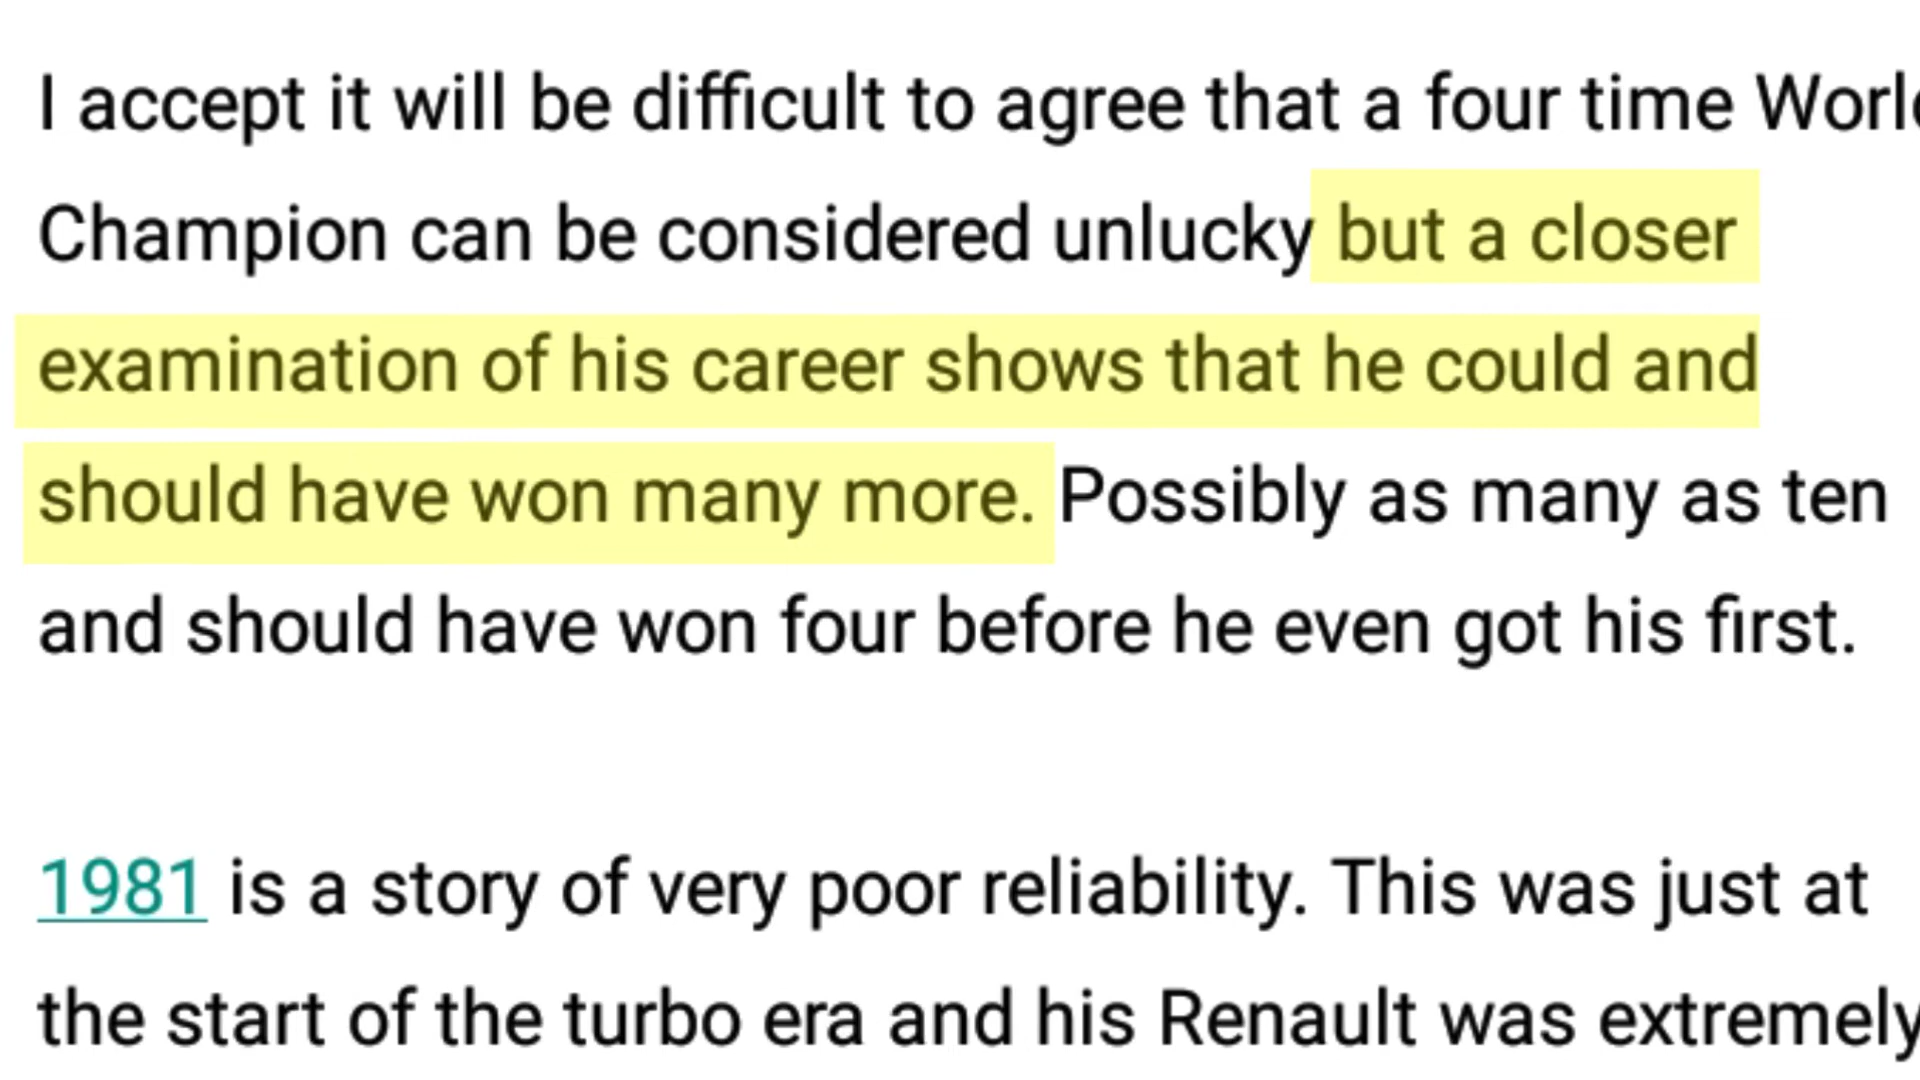 I accept it will be difficult to agree that a four time
Champion can be considered unlucky but a closer
examination of his career shows that he could and
should have won many more. Possibly as many as ten
and should have won four before he even got his first.
1981 is a story of very poor reliability. This was just at
the start of the turbo era and his Renault was extremely